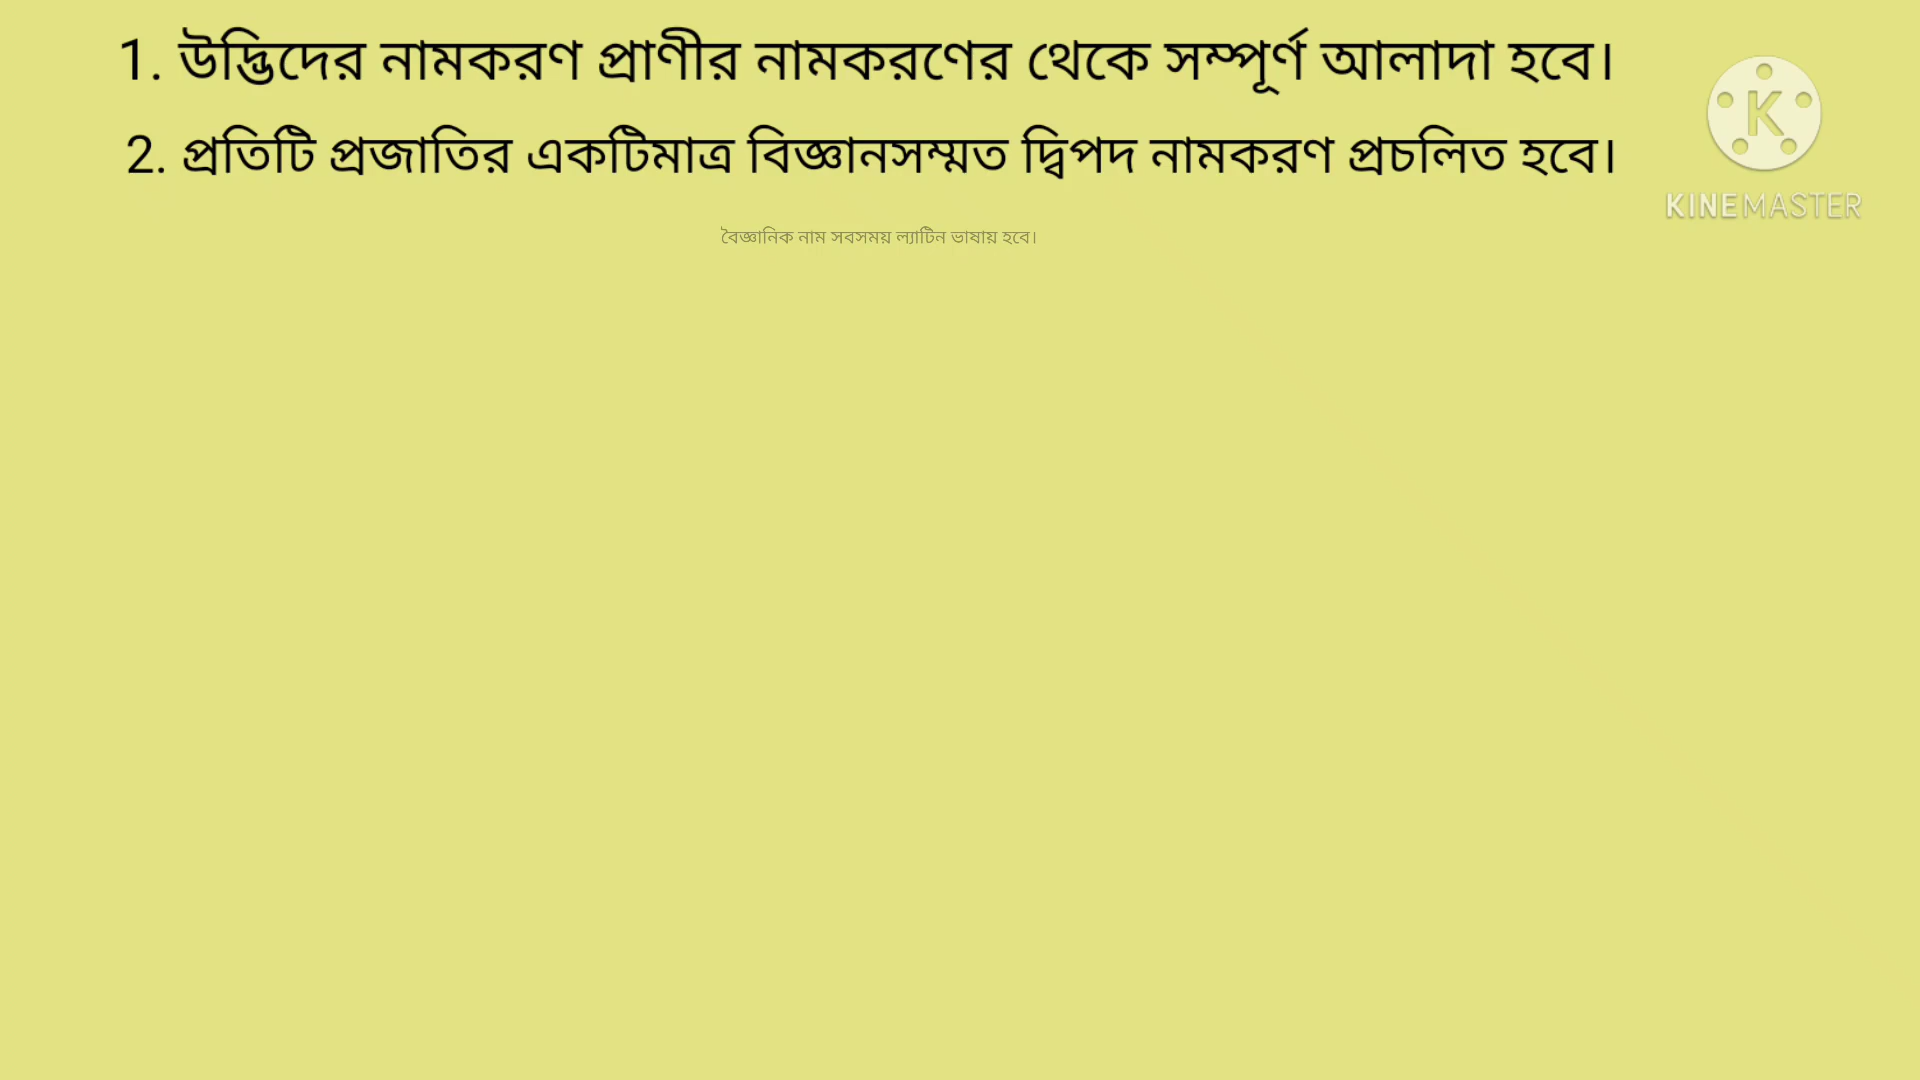 1. উদ্ভিদের নামকরণ প্রাণীর নামকরণের থেকে সম্পূর্ণ আলাদা হবে।
2. প্রতিটি প্রজাতির একটিমাত্র বিজ্ঞানসম্মত দ্বিপদ নামকরণ প্রচলিত হবে।
বৈজ্ঞানিক নাম সবসময় ল্যাটিন ভাষায় হবে।
K
KINEMASTER